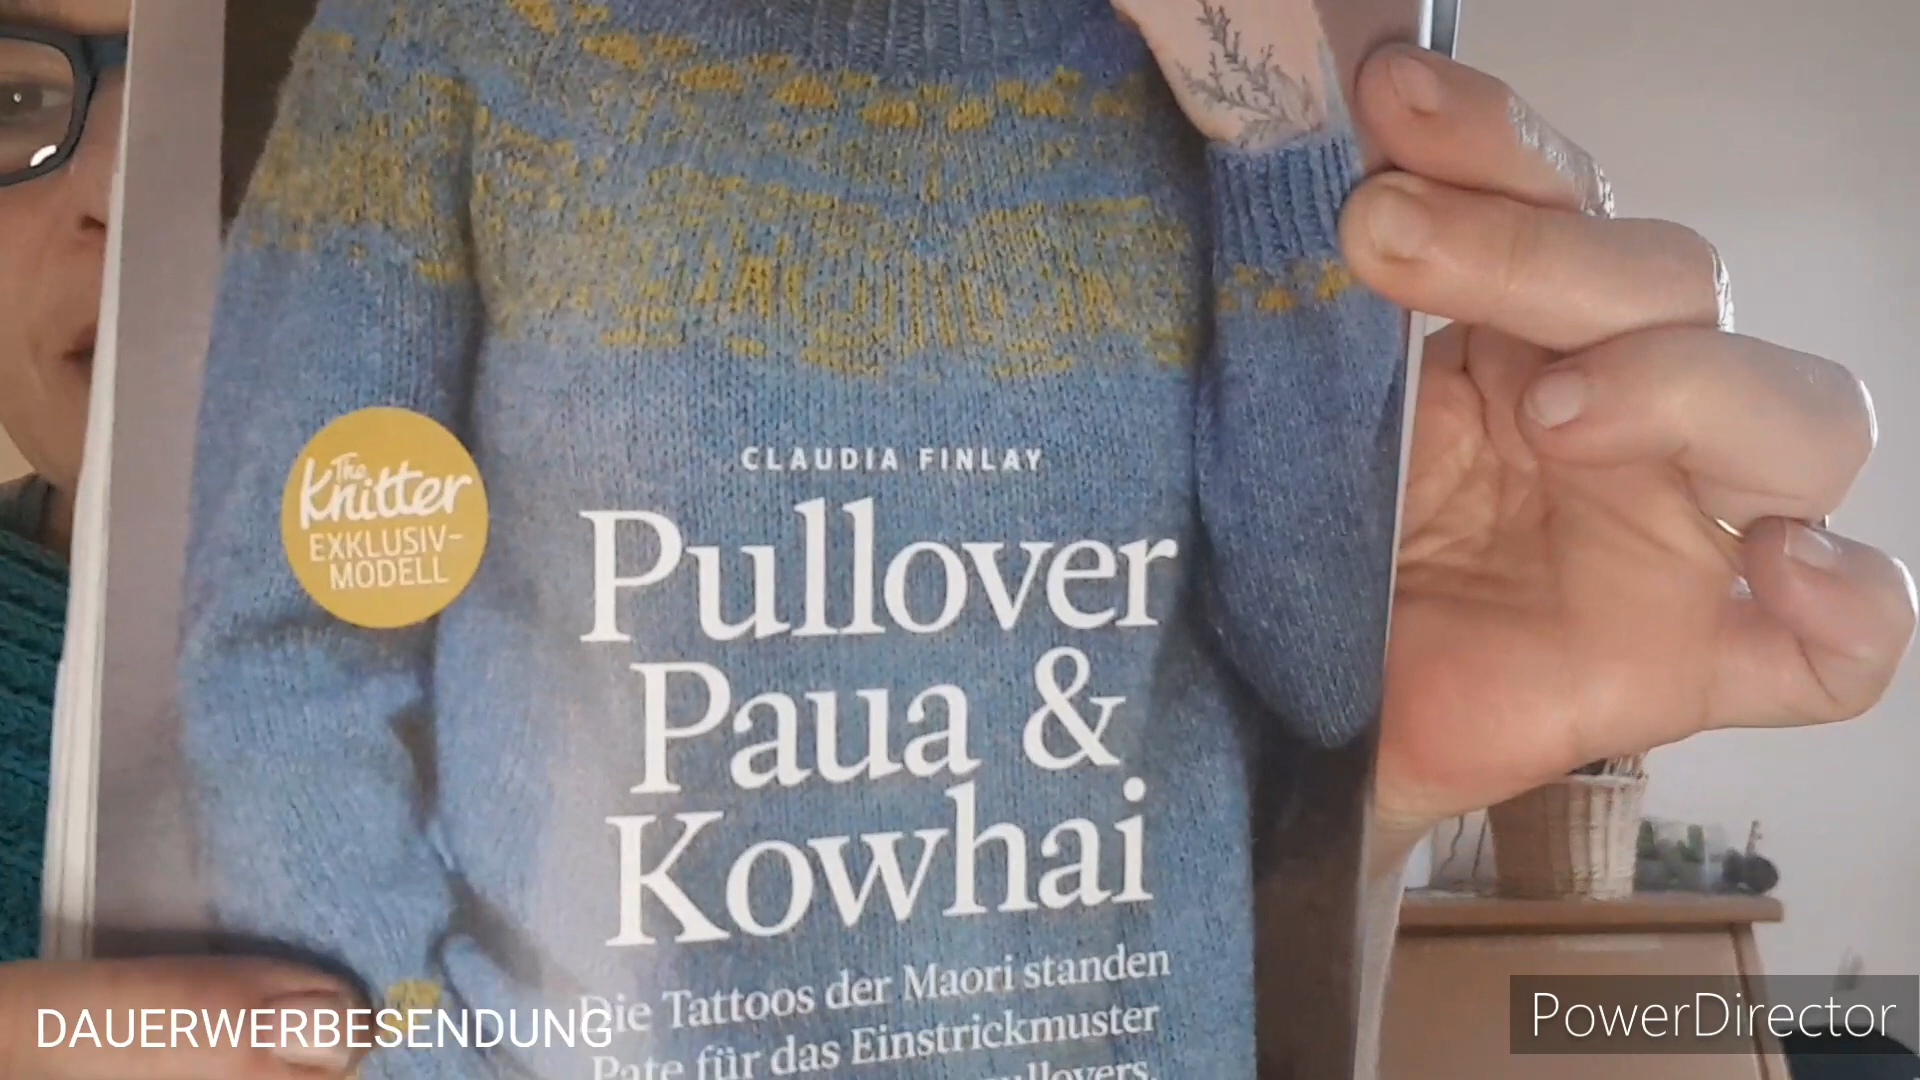 The
Knitter
EXKLUSIV-
MODELL
CLAUDIA FINLAY
Pullover
Paua &
Kowhai
Die Tattoos der Maori standen
Pate für das Einstrickmuster
DAUERWERBESENDUNG
PowerDirector